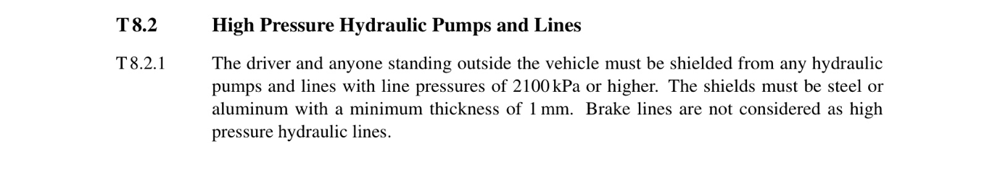 T 8.2 High Pressure Hydraulic Pumps and Lines
T 8.2.1 The driver and anyone standing outside the vehicle must be shielded from any hydraulic
pumps and lines with line pressures of 2100 kPa or higher. The shields must be steel or
aluminum with a minimum thickness of 1 mm. Brake lines are not considered as high
pressure hydraulic lines.